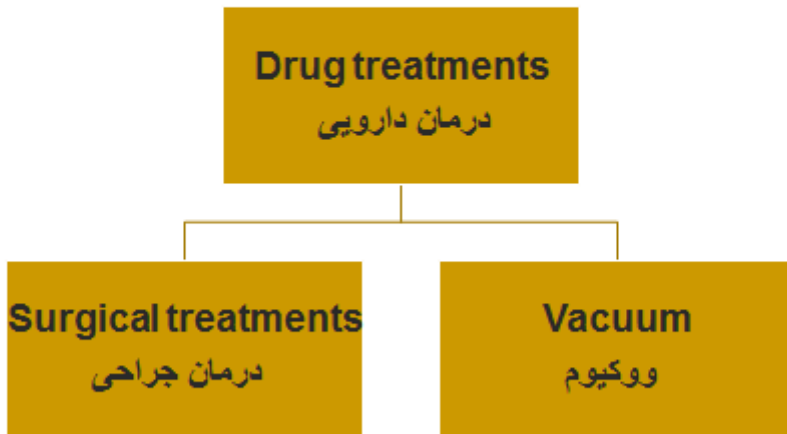 Drug treatments
درمان دارویی
Surgical treatments
درمان جراحی
Vacuum
ووکیوم